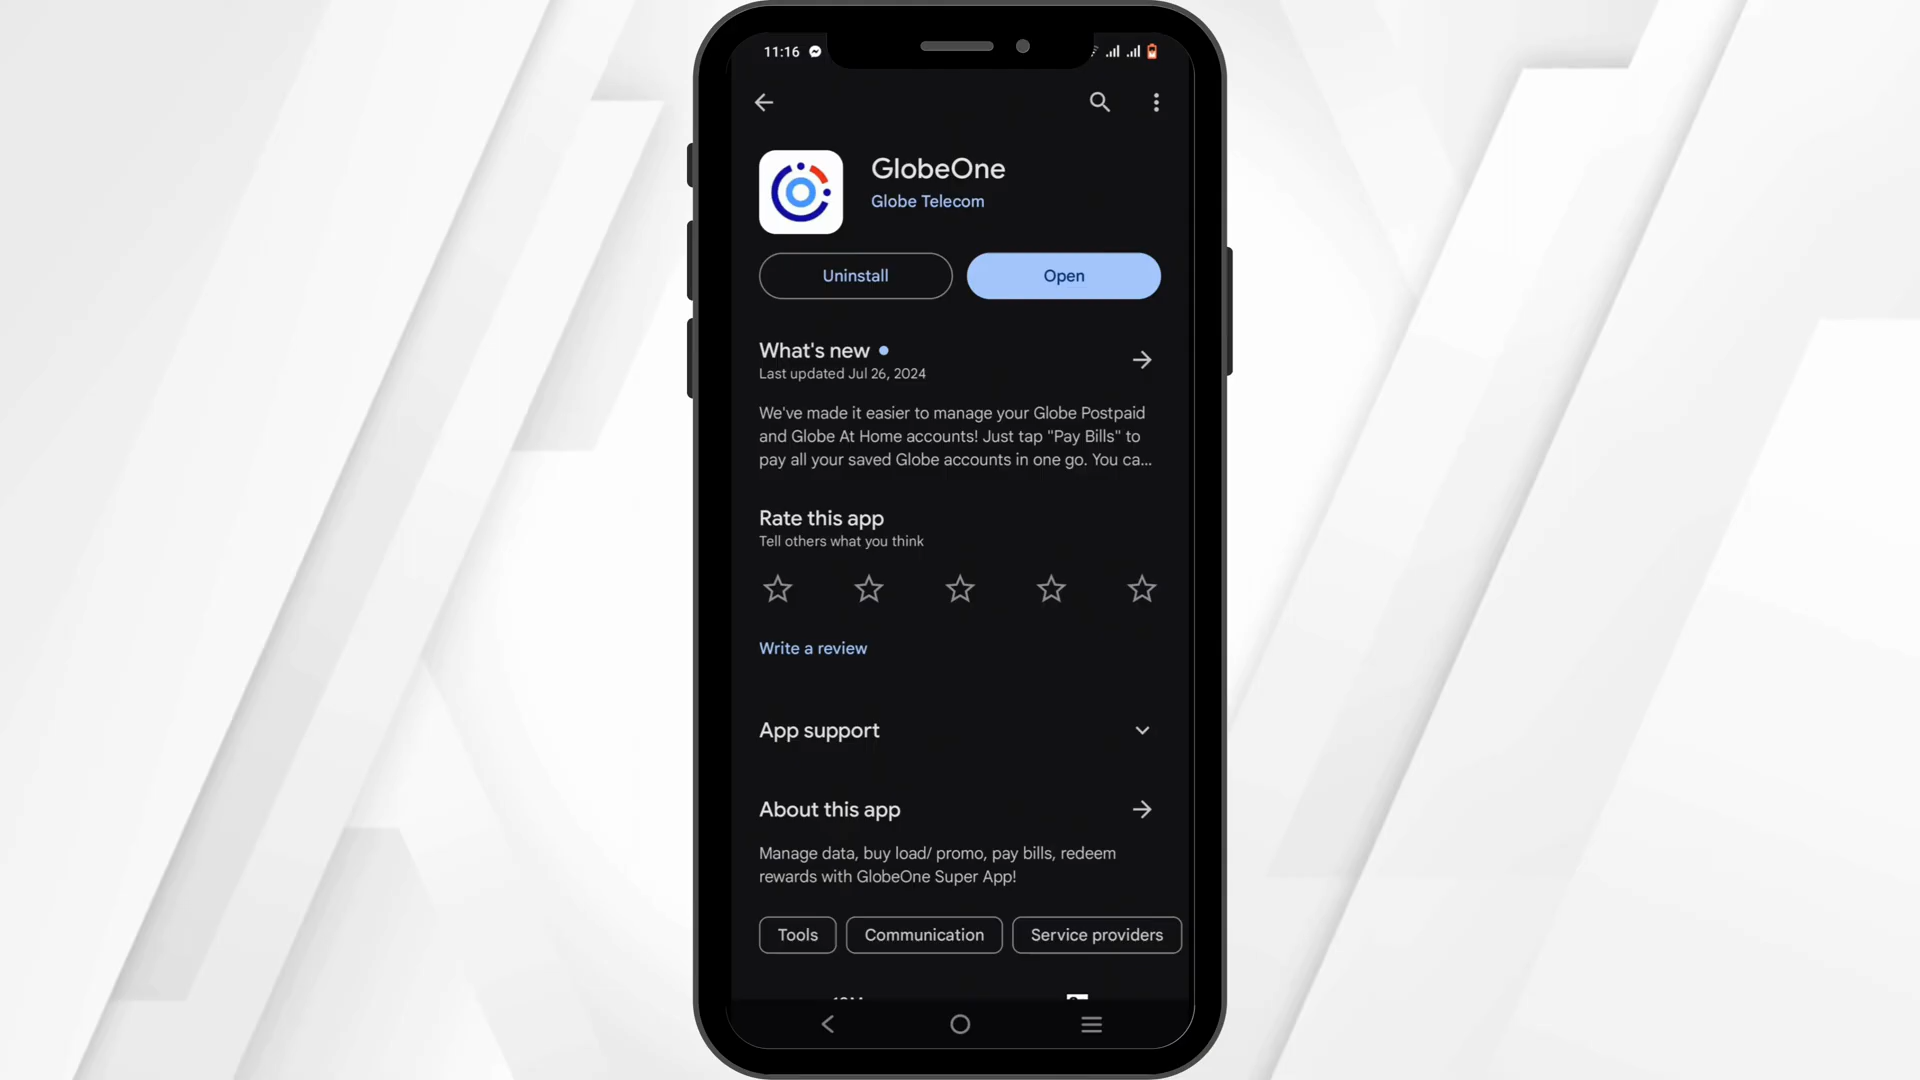 11:16
GlobeOne
Globe Telecom
Uninstall
Open
What's new
Last updated Jul 26, 2024
We've made it easier to manage your Globe Postpaid
and Globe At Home accounts! Just tap "Pay Bills" to
pay all your saved Globe accounts in one go. You ca...
Rate this app
Tell others what you think
Write a review
App support
About this app
Manage data, buy load/ promo, pay bills, redeem
rewards with GlobeOne Super App!
Tools
Communication
Service providers